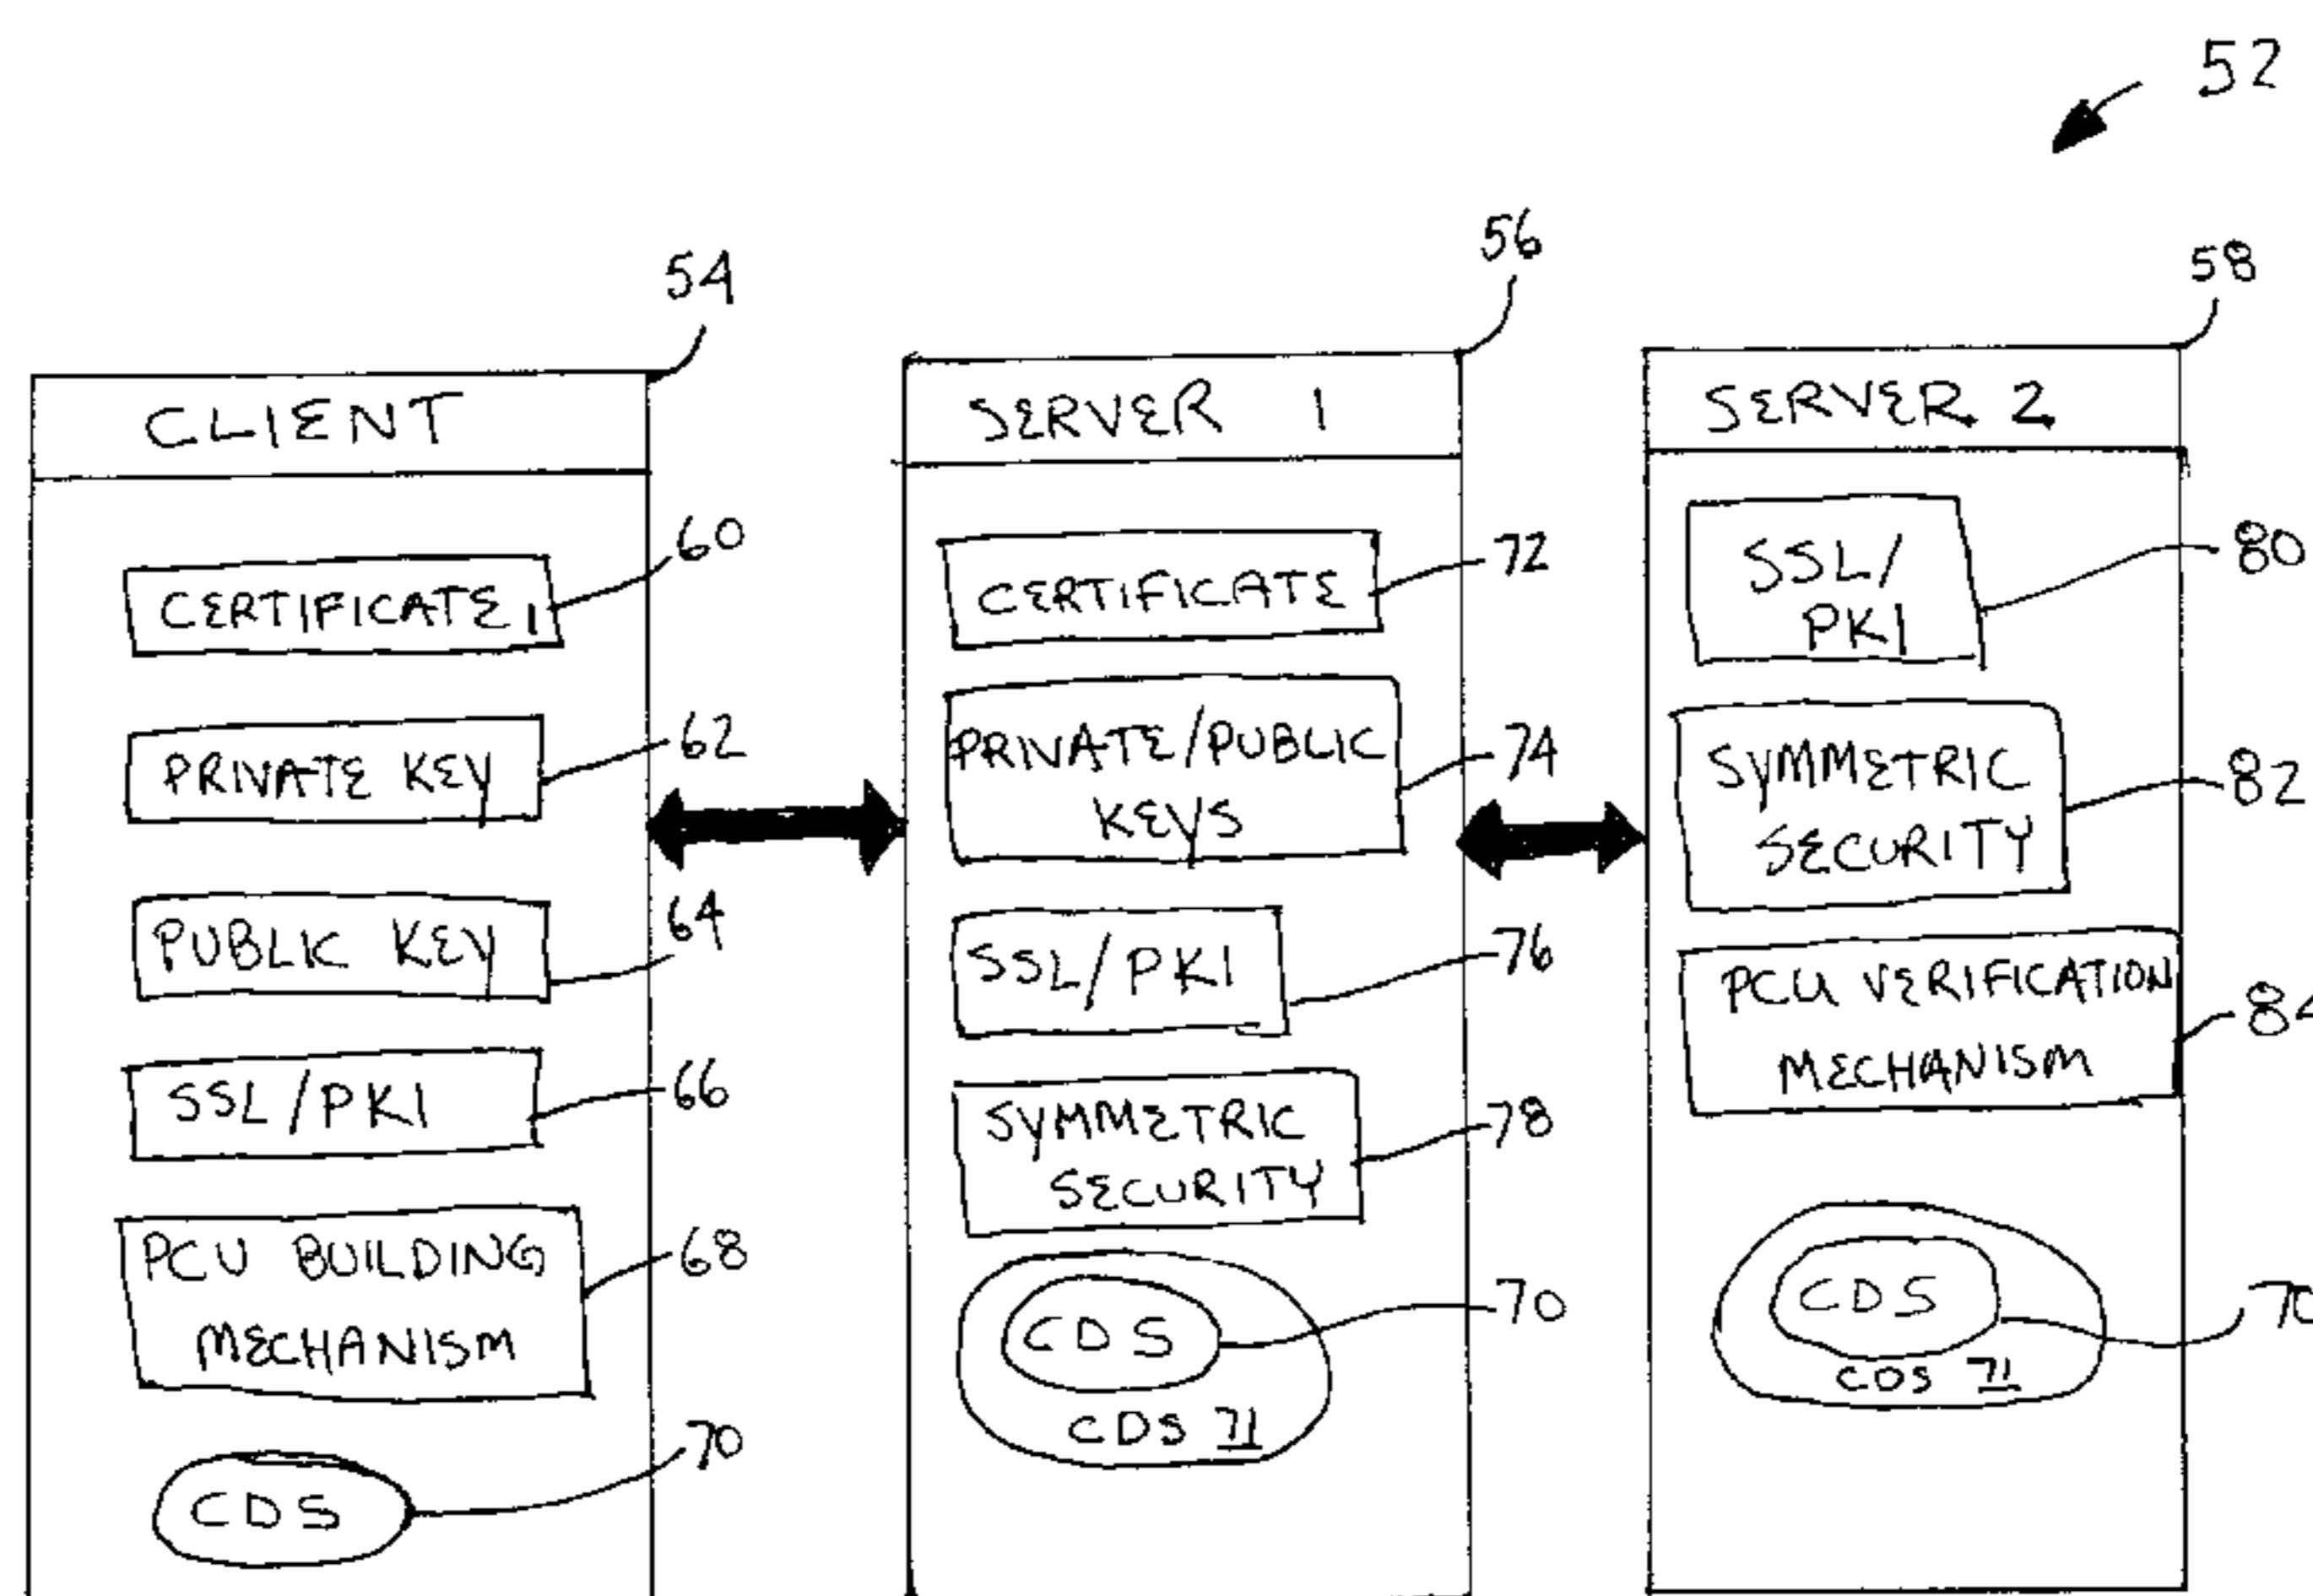 52
54
CLIENT
CERTIFICATE 1
60
PRIVATE KEY
62
PUBLIC KEY
64
SSL/PKI
66
PCU BUILDING
MECHANISM
68
CDS
70
56
SERVER 1
CERTIFICATE
72
PRIVATE/PUBLIC
KEYS
74
SSL/PKI
76
SYMMETRIC
SECURITY
78
CDS
70
CDS 71
58
SERVER 2
SSL/
PKI
80
SYMMETRIC
SECURITY
82
PCU VERIFICATION
MECHANISM
84
CDS
70
CDS 71